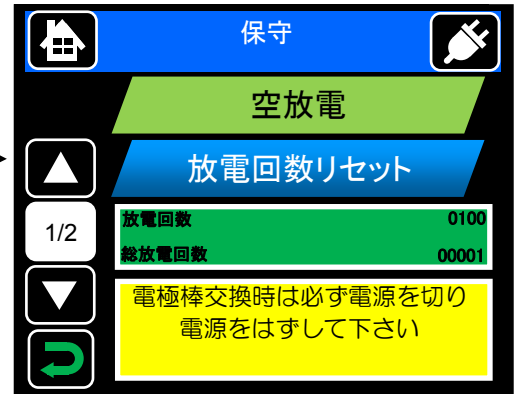 保守
空放電
放電回数リセット
1/2
放電回数 0100
総放電回数 00001
電極棒交換時は必ず電源を切り
電源をはずして下さい